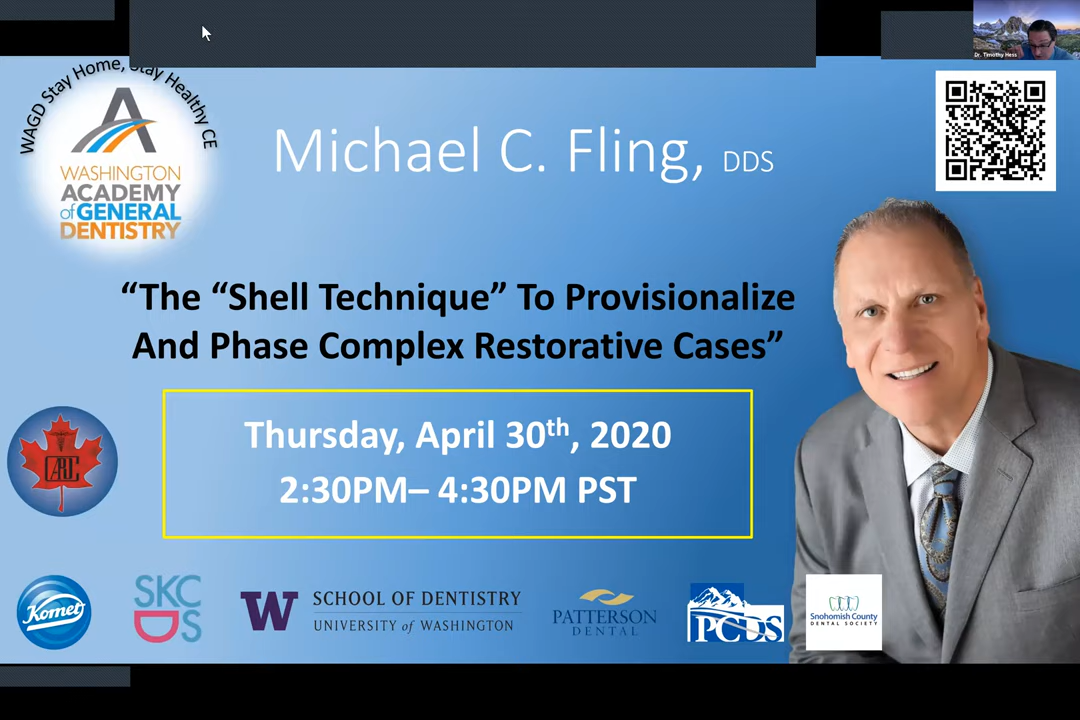 Dr. Timothy Hess
WAGD Stay Home, Stay Healthy CE
WASHINGTON
ACADEMY
of GENERAL
DENTISTRY
Michael C. Fling, DDS
“The “Shell Technique” To Provisionalize
And Phase Complex Restorative Cases”
Thursday, April 30th, 2020
2:30PM– 4:30PM PST
Komet
SKC
DS
W
SCHOOL OF DENTISTRY
UNIVERSITY of WASHINGTON
PATTERSON
DENTAL
PCDS
Snohomish County
DENTAL SOCIETY